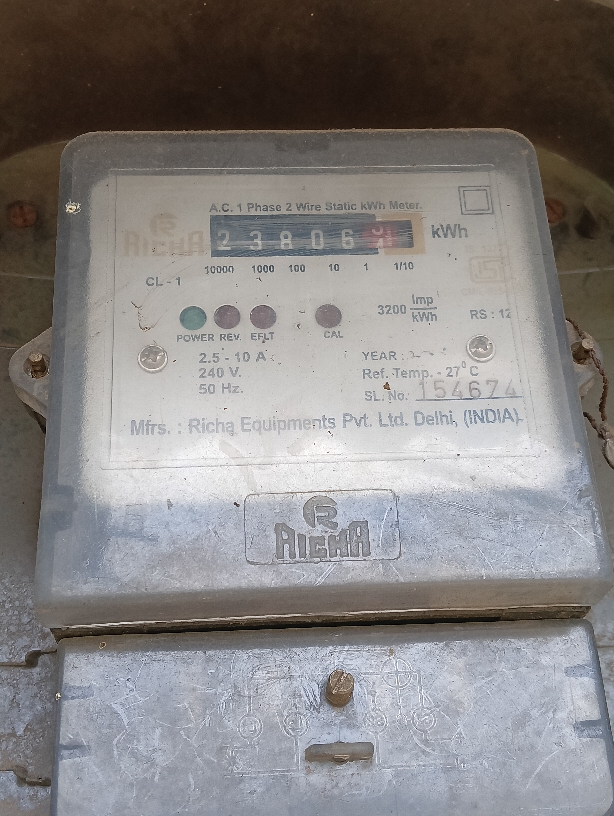 A.C. 1 Phase 2 Wire Static kWh Meter.
RICHA
2 3 8 0 6 kWh
10000 1000 100 10 1 1/10
CL - 1
3200 Imp/kWh
RS : 12
POWER REV. EFLT CAL
2.5 - 10 A
240 V.
50 Hz.
YEAR :
Ref. Temp. - 27°C
SL. No. 154674
Mfrs. : Richa Equipments Pvt. Ltd. Delhi, (INDIA).
R
RICHA